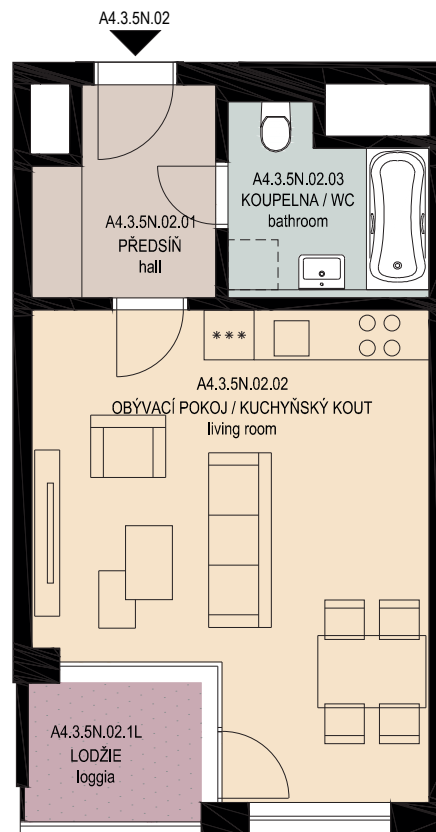 A4.3.5N.02
A4.3.5N.02.03
KOUPELNA / WC
bathroom
A4.3.5N.02.01
PŘEDSÍŇ
hall
***
A4.3.5N.02.02
OBÝVACÍ POKOJ / KUCHYŇSKÝ KOUT
living room
A4.3.5N.02.1L
LODŽIE
loggia